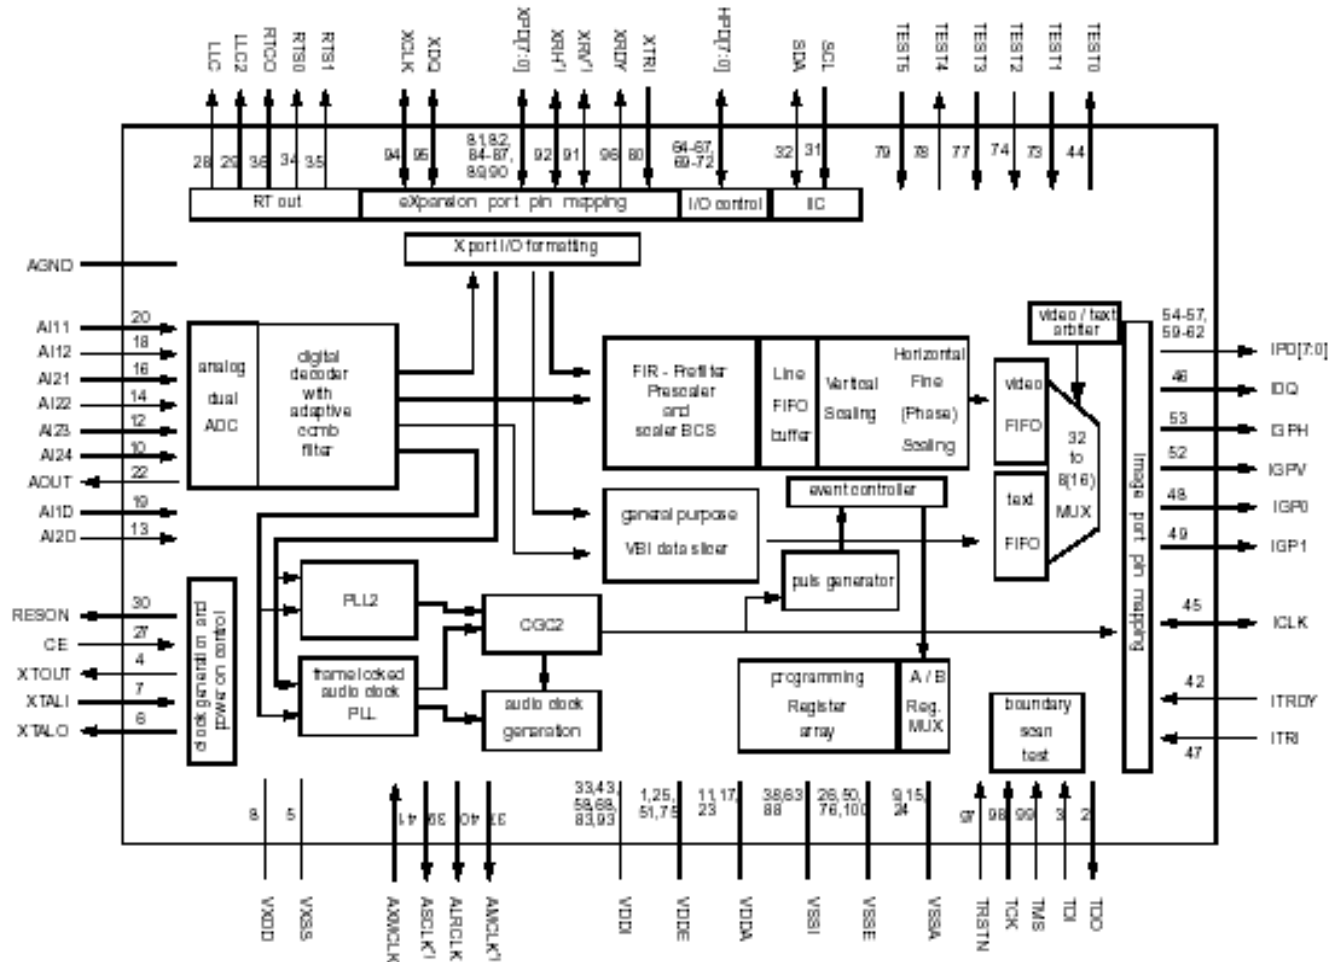 LLC
LLC2
RTCO
RTS0
RTS1
XCLK
XDQ
XPD[7:0]
XRH*)
XRV*)
XRDY
XTRI
HPD[7:0]
SDA
SCL
TEST5
TEST4
TEST3
TEST2
TEST1
TEST0
28
29
36
34
35
94
95
81,82,
84-87,
89,90
92
91
96
80
64-67,
69-72
32
31
79
78
77
74
73
44
RT out
eXpansion port pin mapping
I/O control
IIC
X port I/O formatting
AGND
AI11
20
AI12
18
AI21
16
AI22
14
AI23
12
AI24
10
AOUT
22
AI1D
19
AI2D
13
analog
dual
ADC
digital
decoder
with
adaptive
comb
filter
FIR - Prefilter
Prescaler
and
scaler BCS
Line
FIFO
buffer
Vertical
Scaling
Horizontal
Fine
(Phase)
Scaling
video / text
arbiter
video
FIFO
text
FIFO
32
to
8(16)
MUX
Image port pin mapping
54-57,
59-62
IPD[7:0]
46
IDQ
53
IGPH
52
IGPV
48
IGP0
49
IGP1
45
ICLK
42
ITRDY
ITRI
47
event controller
general purpose
VBI data slicer
puls generator
RESON
30
CE
27
XTOUT
4
XTALI
7
XTALO
6
clock generation and
power on control
PLL2
CGC2
frame locked
audio clock
PLL
audio clock
generation
programming
Register
array
A / B
Reg.
MUX
boundary
scan
test
8
5
41
39
40
37
33,43,
58,68,
83,93
1,25,
51,75
11,17,
23
38,63
88
26,50,
76,100
9,15,
24
97
98
99
3
2
VXDD
VXSS
AXMCLK
ASCLK*)
ALRCLK
AMCLK*)
VDDI
VDDE
VDDA
VSSI
VSSE
VSSA
TRSTN
TCK
TMS
TDI
TDO